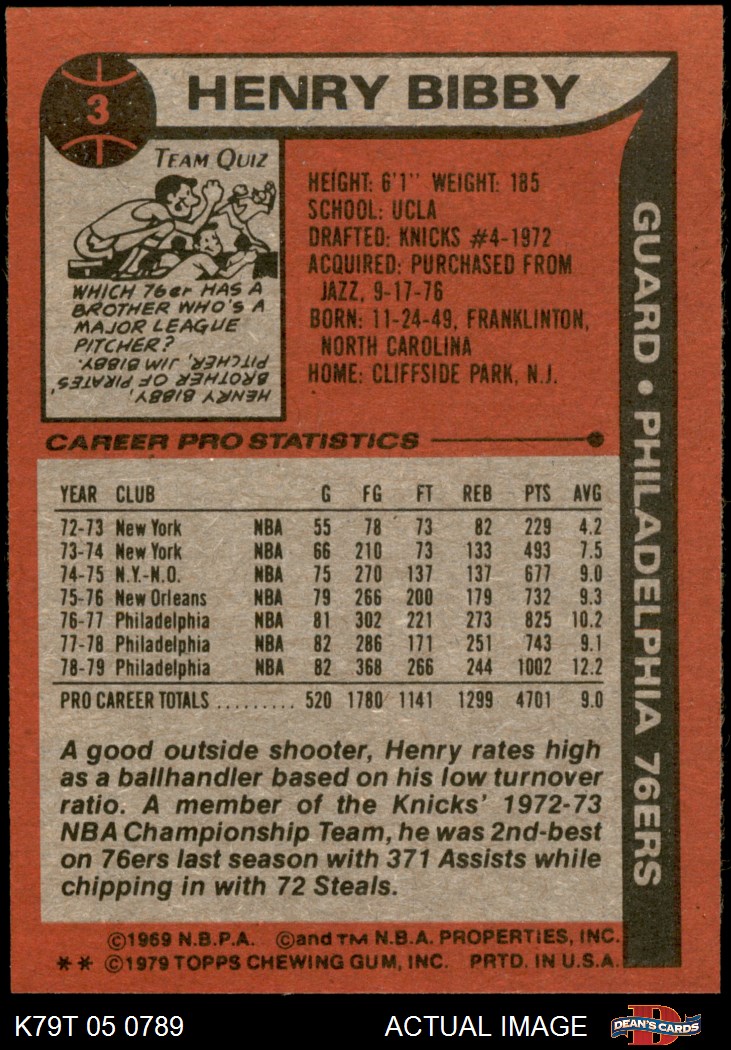 3
HENRY BIBBY
TEAM QUIZ
WHICH 76er HAS A
BROTHER WHO'S A
MAJOR LEAGUE
PITCHER?
HENRY BIBBY,
BROTHER OF PIRATES'
PITCHER, JIM BIBBY.
HEIGHT: 6'1" WEIGHT: 185
SCHOOL: UCLA
DRAFTED: KNICKS #4-1972
ACQUIRED: PURCHASED FROM
JAZZ, 9-17-76
BORN: 11-24-49, FRANKLINTON,
NORTH CAROLINA
HOME: CLIFFSIDE PARK, N.J.
GUARD • PHILADELPHIA 76ERS
CAREER PRO STATISTICS
YEAR CLUB G FG FT REB PTS AVG
72-73 New York NBA 55 78 73 82 229 4.2
73-74 New York NBA 66 210 73 133 493 7.5
74-75 N.Y.-N.O. NBA 75 270 137 137 677 9.0
75-76 New Orleans NBA 79 266 200 179 732 9.3
76-77 Philadelphia NBA 81 302 221 273 825 10.2
77-78 Philadelphia NBA 82 286 171 251 743 9.1
78-79 Philadelphia NBA 82 368 266 244 1002 12.2
PRO CAREER TOTALS ......... 520 1780 1141 1299 4701 9.0
A good outside shooter, Henry rates high
as a ballhandler based on his low turnover
ratio. A member of the Knicks' 1972-73
NBA Championship Team, he was 2nd-best
on 76ers last season with 371 Assists while
chipping in with 72 Steals.
©1969 N.B.P.A. ©and TM N.B.A. PROPERTIES, INC.
** ©1979 TOPPS CHEWING GUM, INC. PRTD. IN U.S.A.
K79T 05 0789 ACTUAL IMAGE DEAN'S CARDS